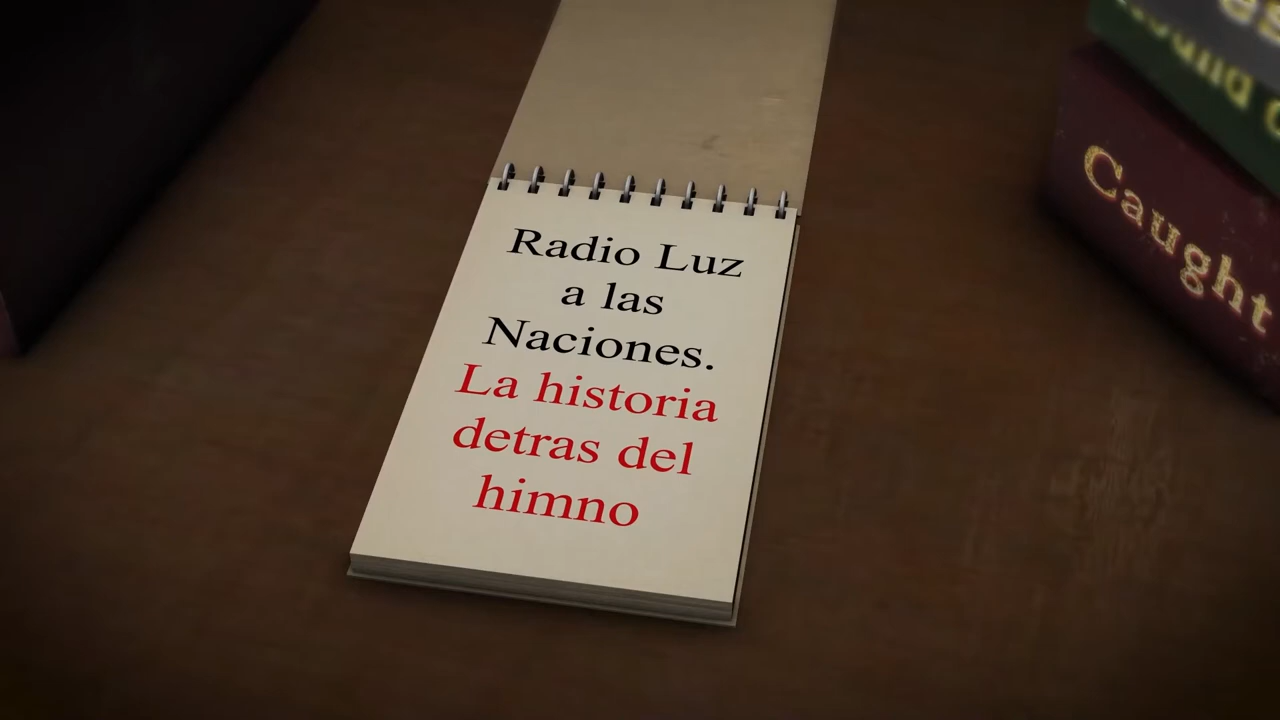 Radio Luz
a las
Naciones.
La historia
detras del
himno
Caught